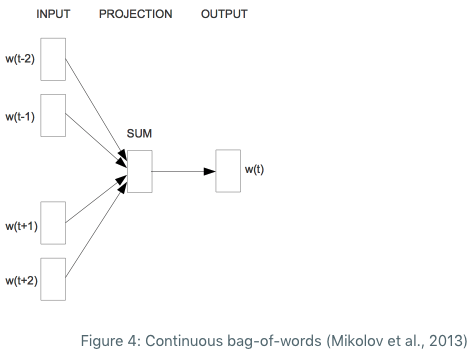 INPUT PROJECTION OUTPUT
w(t-2)
w(t-1)
SUM
w(t)
w(t+1)
w(t+2)
Figure 4: Continuous bag-of-words (Mikolov et al., 2013)